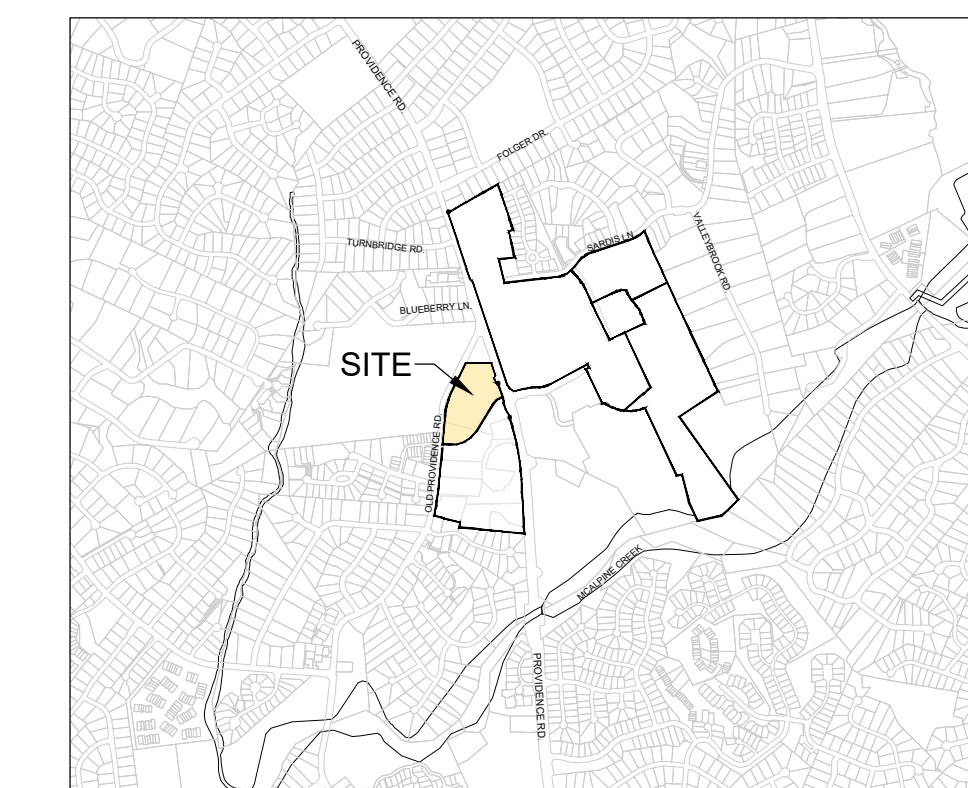 PROVIDENCE RD.
FOLGER DR.
TURNBRIDGE RD.
SARDIS LN.
VALLEYBROOK RD
BLUEBERRY LN.
SITE
OLD PROVIDENCE RD.
MCALPINE CREEK
PROVIDENCE RD.